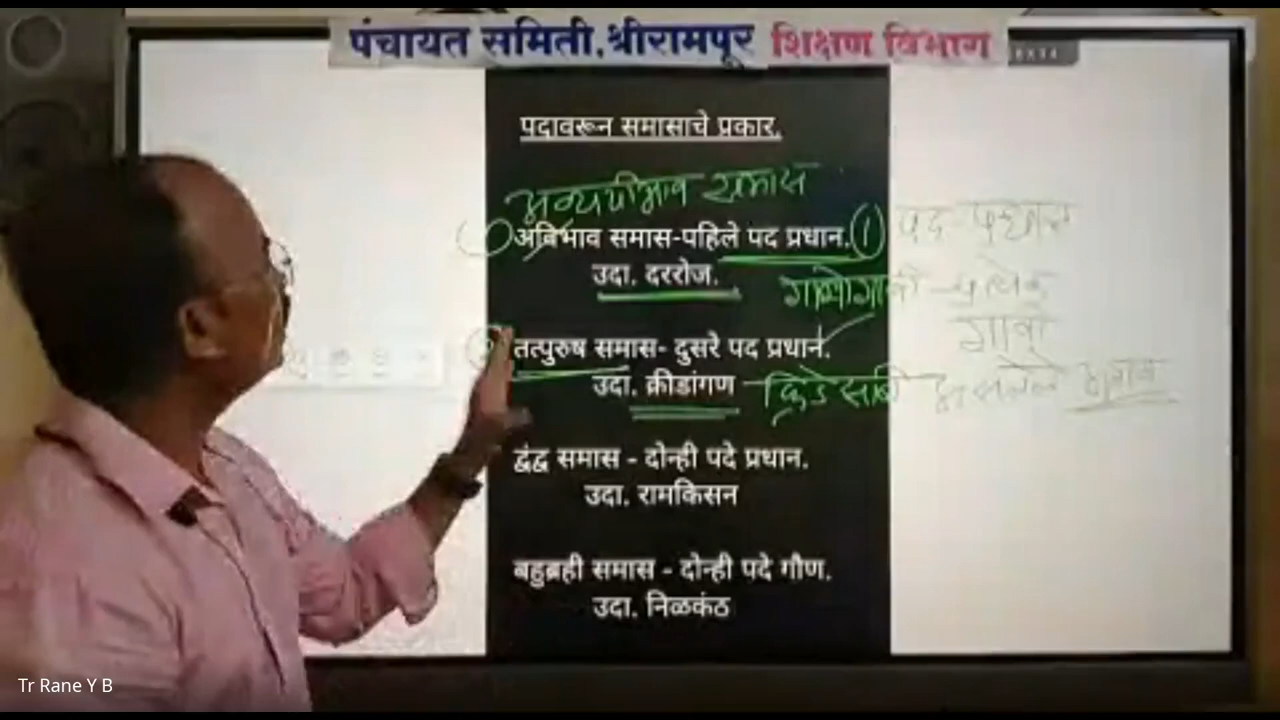 पंचायत समिती.श्रीरामपूर शिक्षण विभाग
पदावरून समासाचे प्रकार.
अव्ययीभाव समास
अविभाव समास-पहिले पद प्रधान. (1) पद-प्रधान
उदा. दररोज.
गावोगावी - प्रत्येक
गावी
तत्पुरुष समास- दुसरे पद प्रधान.
उदा. क्रीडांगण - क्रिडेसाठी असलेले अंगण
द्वंद्व समास - दोन्ही पदे प्रधान.
उदा. रामकिसन
बहुब्रही समास - दोन्ही पदे गौण.
उदा. निळकंठ
Tr Rane Y B